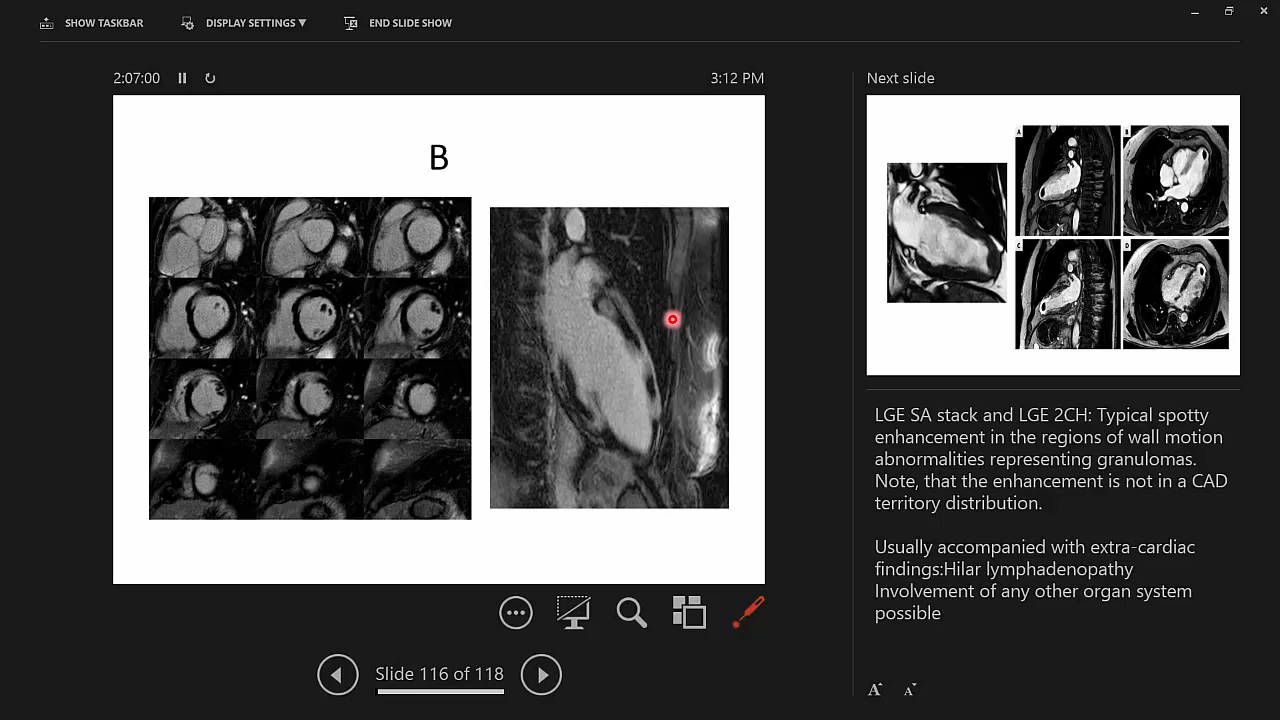 SHOW TASKBAR
DISPLAY SETTINGS ▼
END SLIDE SHOW
2:07:00
3:12 PM
Next slide
B
A
B
C
D
LGE SA stack and LGE 2CH: Typical spotty
enhancement in the regions of wall motion
abnormalities representing granulomas.
Note, that the enhancement is not in a CAD
territory distribution.
Usually accompanied with extra-cardiac
findings:Hilar lymphadenopathy
Involvement of any other organ system
possible
Slide 116 of 118
A
A